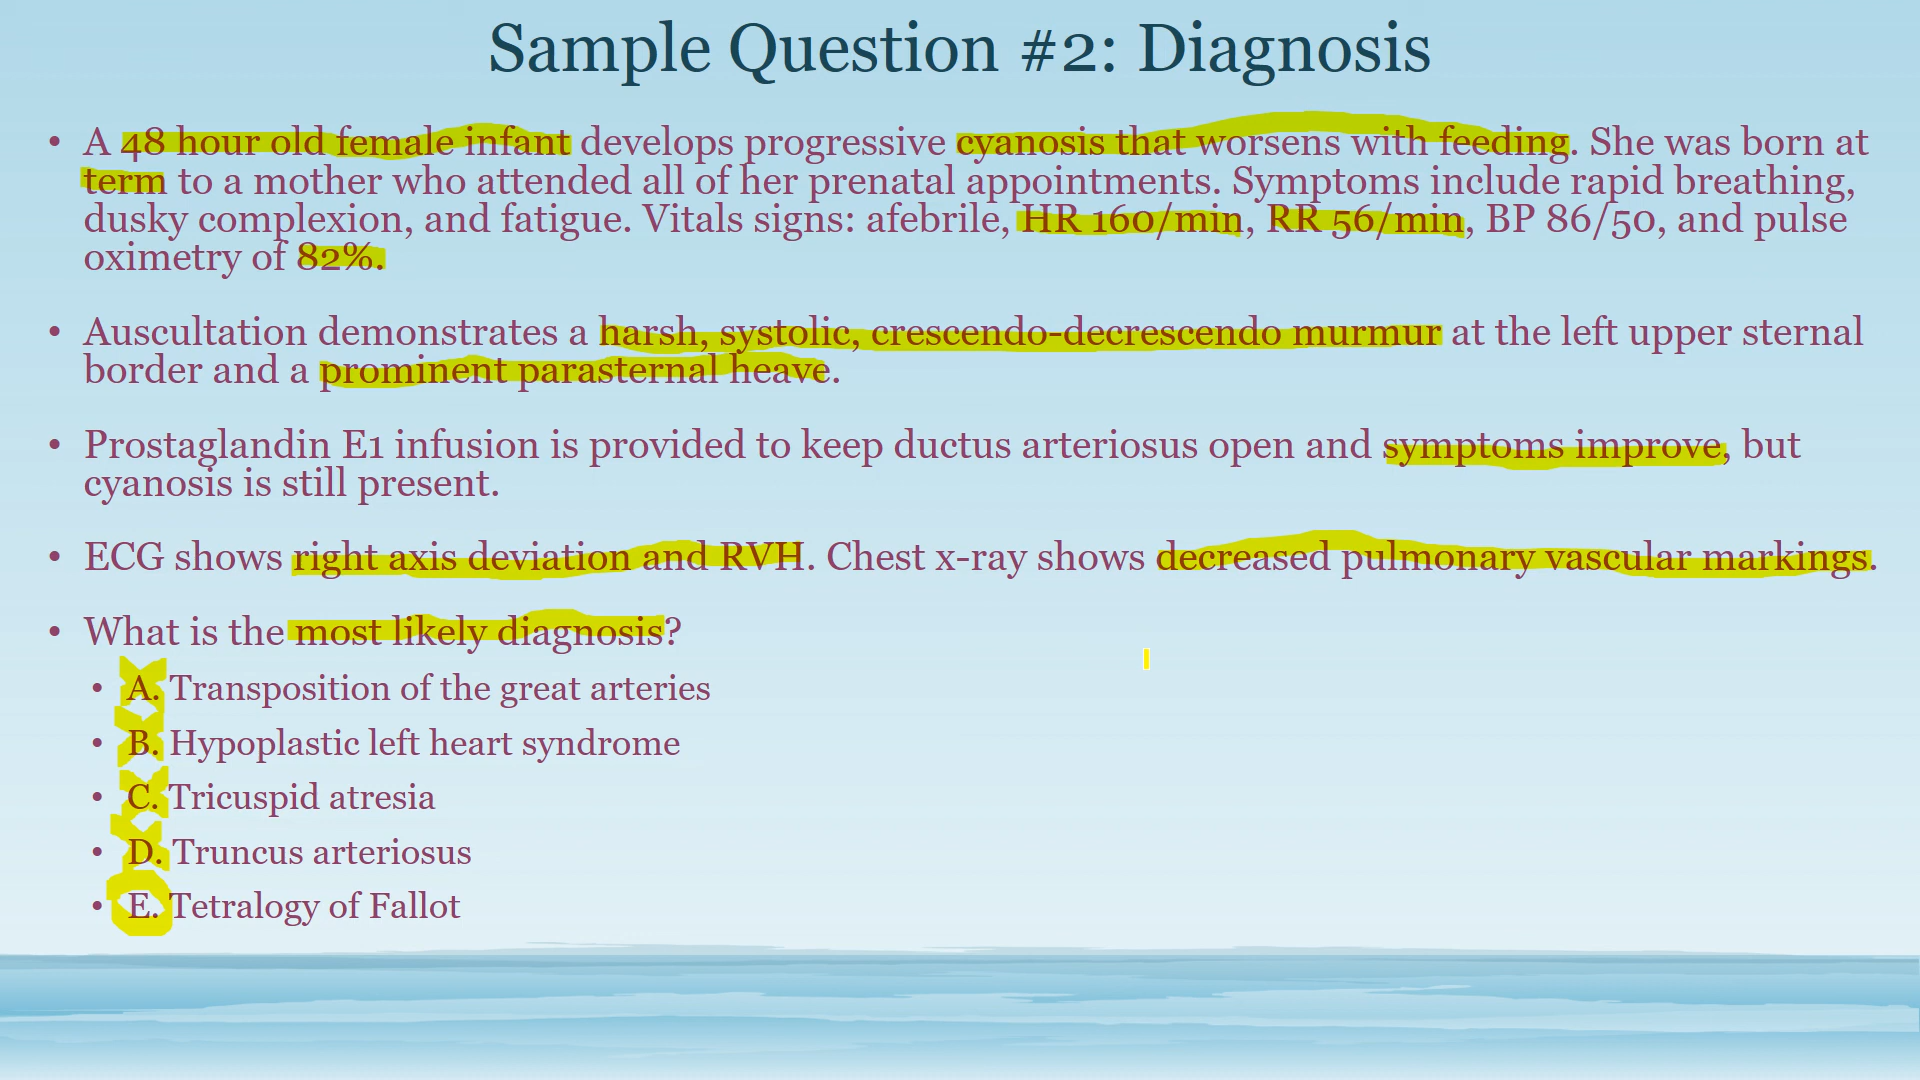 Sample Question #2: Diagnosis
• A 48 hour old female infant develops progressive cyanosis that worsens with feeding. She was born at
term to a mother who attended all of her prenatal appointments. Symptoms include rapid breathing,
dusky complexion, and fatigue. Vitals signs: afebrile, HR 160/min, RR 56/min, BP 86/50, and pulse
oximetry of 82%.
• Auscultation demonstrates a harsh, systolic, crescendo-decrescendo murmur at the left upper sternal
border and a prominent parasternal heave.
• Prostaglandin E1 infusion is provided to keep ductus arteriosus open and symptoms improve, but
cyanosis is still present.
• ECG shows right axis deviation and RVH. Chest x-ray shows decreased pulmonary vascular markings.
• What is the most likely diagnosis?
• A. Transposition of the great arteries
• B. Hypoplastic left heart syndrome
• C. Tricuspid atresia
• D. Truncus arteriosus
• E. Tetralogy of Fallot